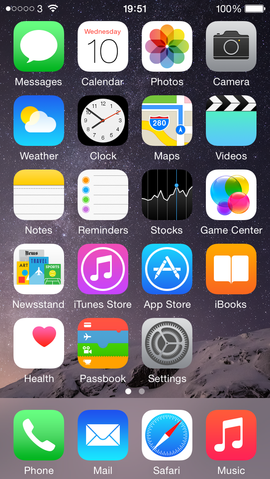 3 19:51 100%
Wednesday
10
280
Messages Calendar Photos Camera
Weather Clock Maps Videos
Notes Reminders Stocks Game Center
Newsstand iTunes Store App Store iBooks
Health Passbook Settings
Phone Mail Safari Music